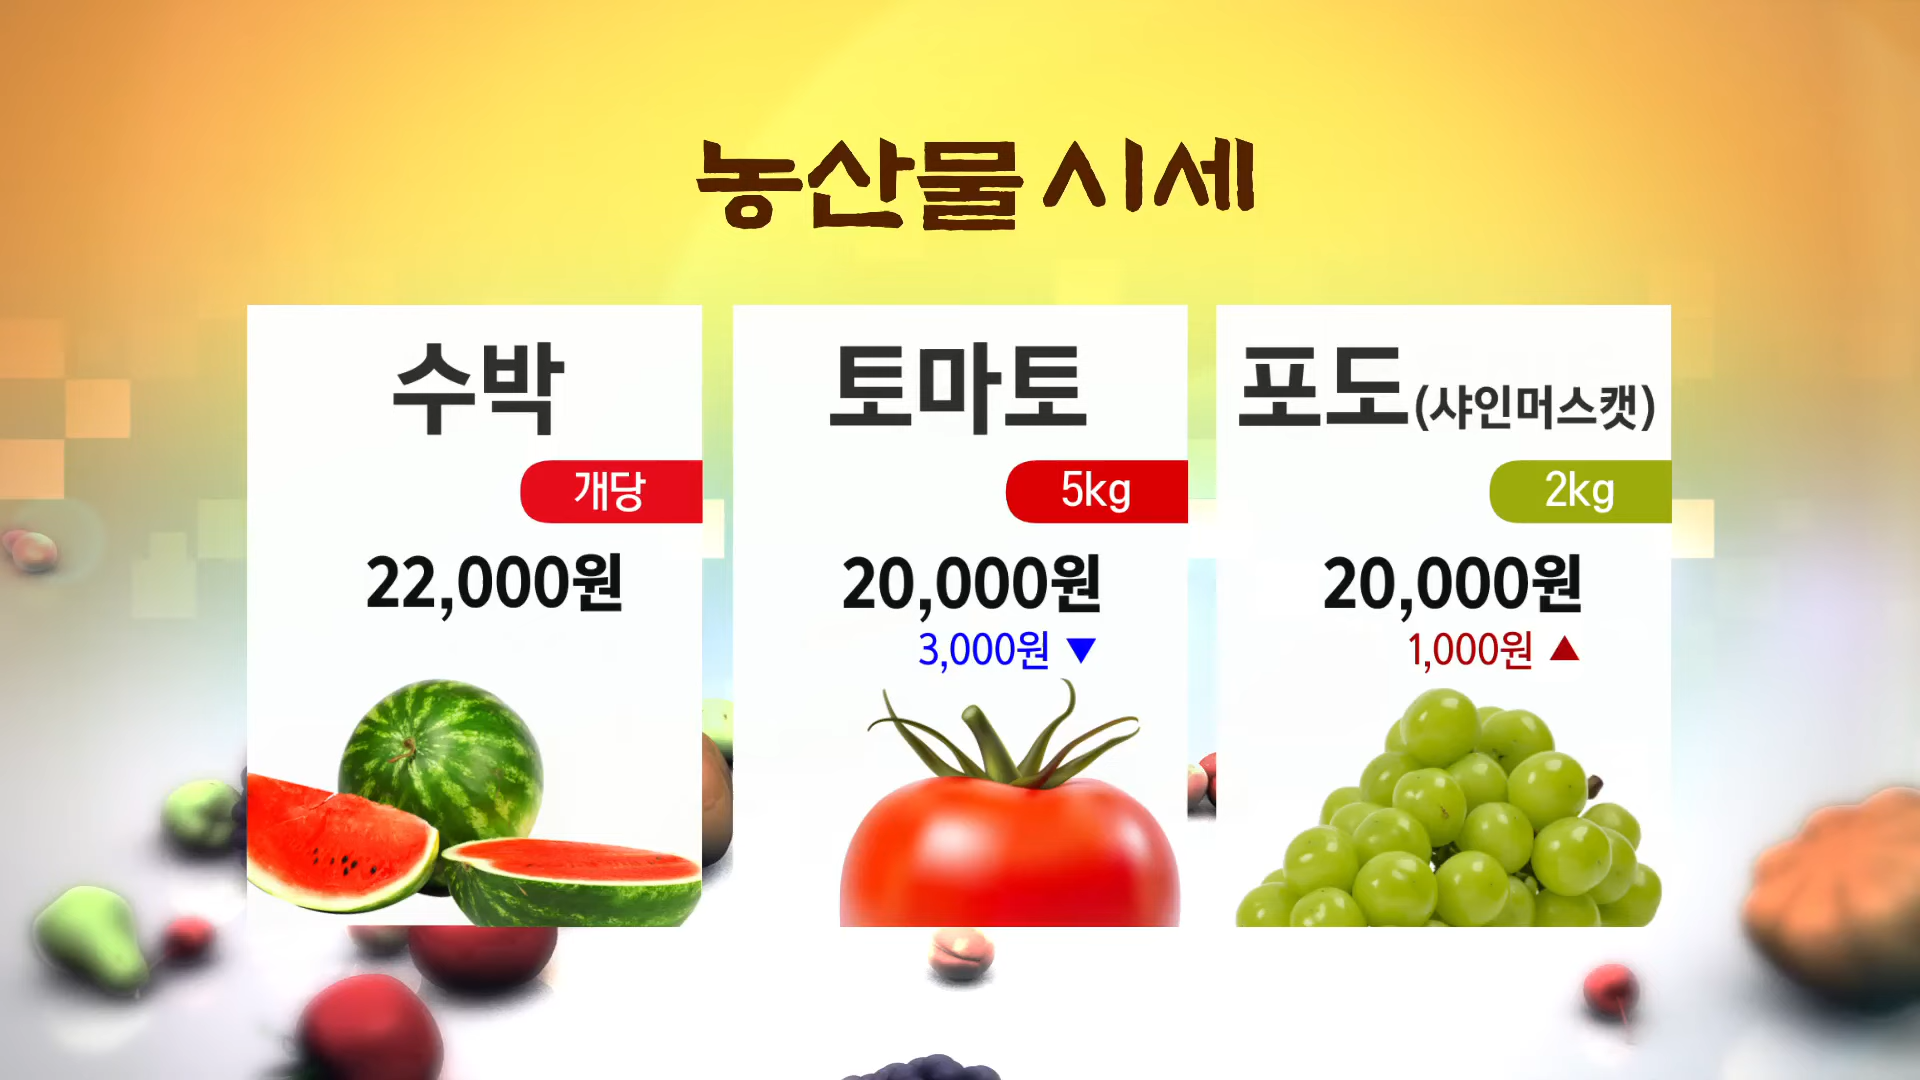 농산물 시세
수박
개당
22,000원
토마토
5kg
20,000원
3,000원 ▼
포도(샤인머스캣)
2kg
20,000원
1,000원 ▲